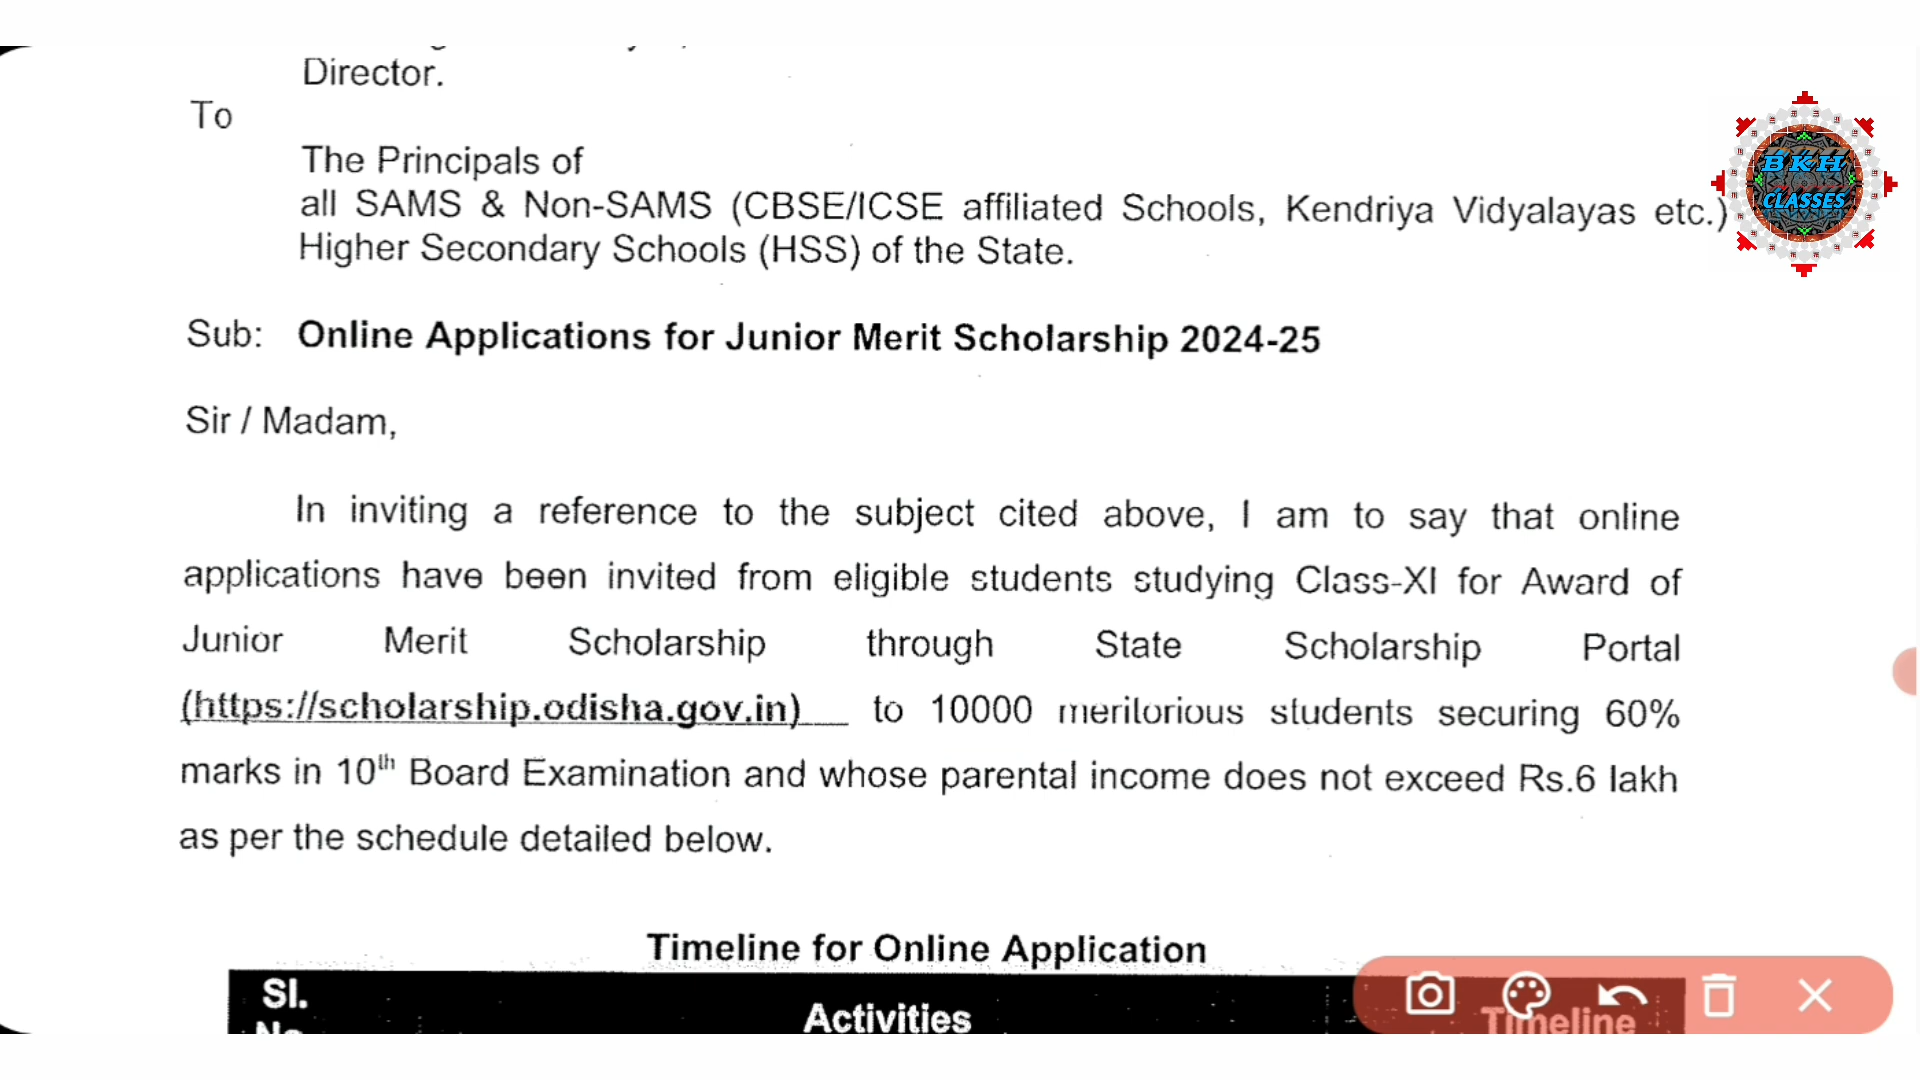 Director.
To
The Principals of
all SAMS & Non-SAMS (CBSE/ICSE affiliated Schools, Kendriya Vidyalayas etc.)
Higher Secondary Schools (HSS) of the State.
BKH
CLASSES
Sub: Online Applications for Junior Merit Scholarship 2024-25
Sir / Madam,
In inviting a reference to the subject cited above, I am to say that online
applications have been invited from eligible students studying Class-XI for Award of
Junior Merit Scholarship through State Scholarship Portal
(https://scholarship.odisha.gov.in) to 10000 meritorious students securing 60%
marks in 10th Board Examination and whose parental income does not exceed Rs.6 lakh
as per the schedule detailed below.
Timeline for Online Application
Sl.
No Activities Timeline